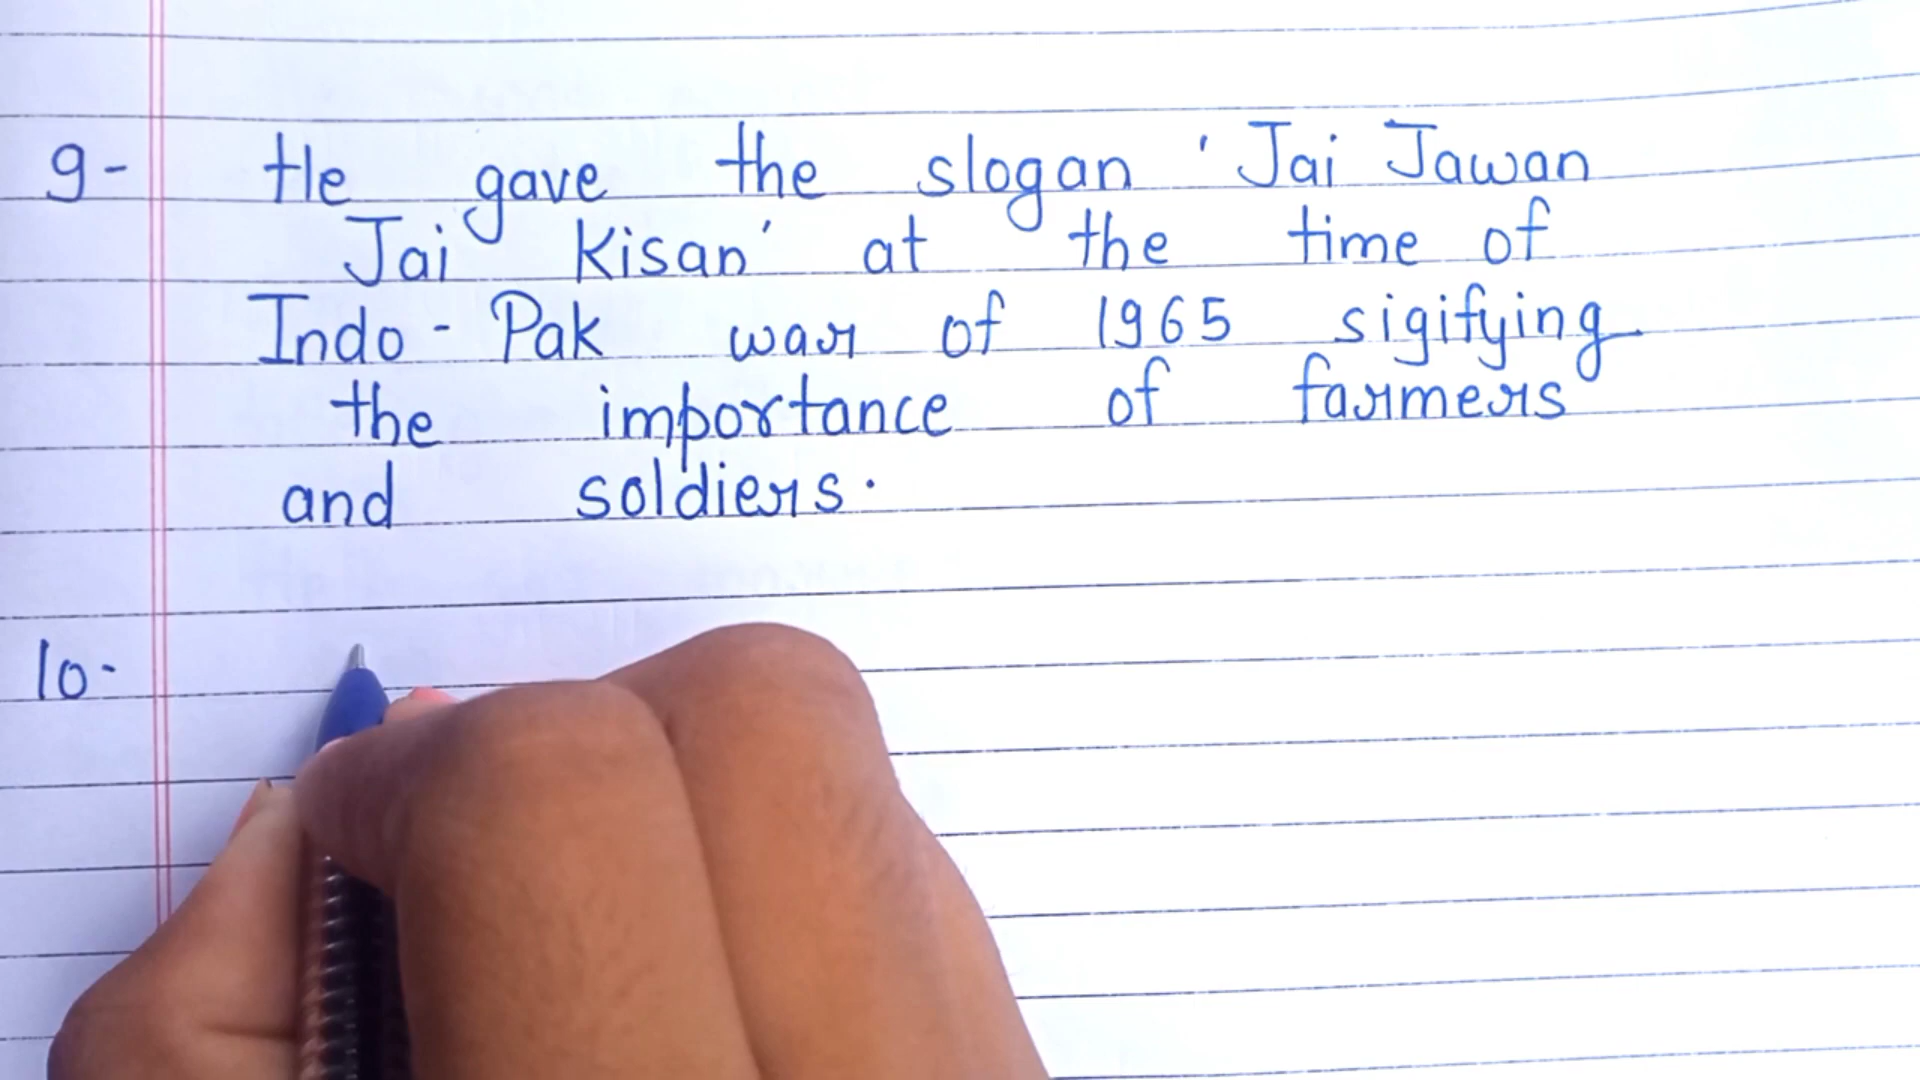 9- He gave the slogan 'Jai Jawan
Jai Kisan' at the time of
Indo-Pak war of 1965 sigifying
the importance of farmers
and soldiers.
10-